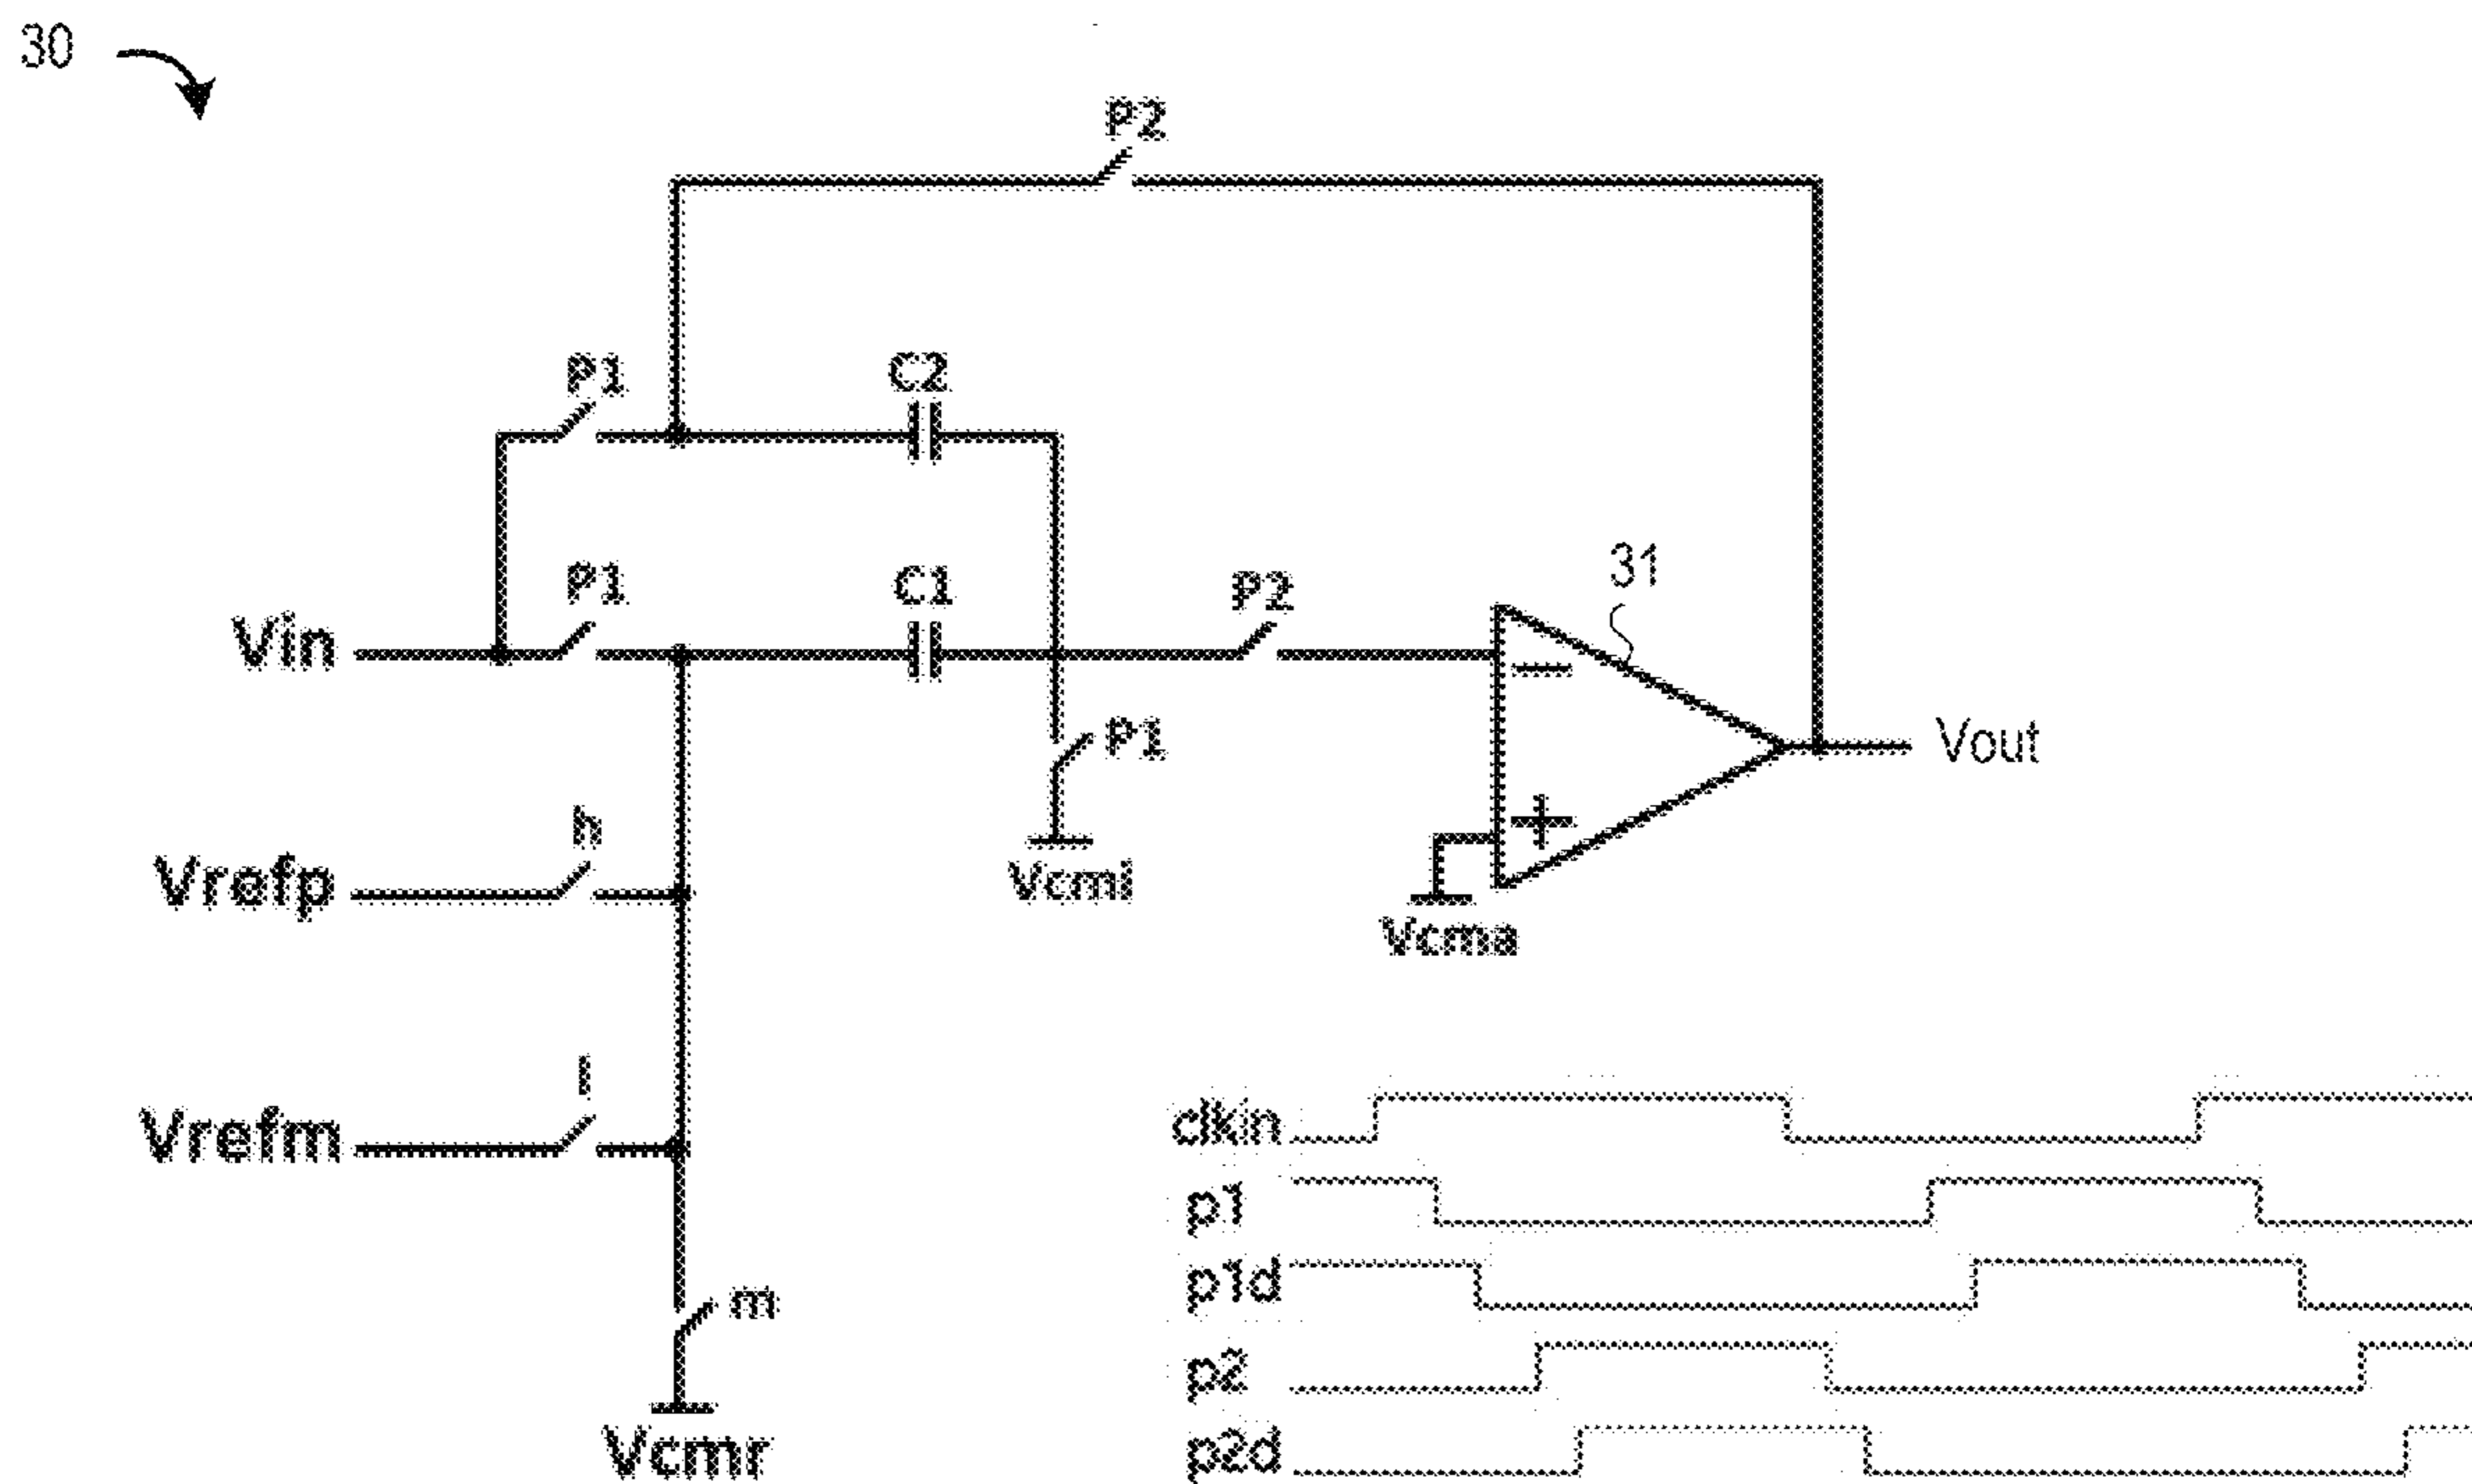 30
P2
P1
C2
P1
C1
P2
31
Vin
P1
Vout
h
Vrefp
Vcmi
Vcma
l
Vrefm
m
Vcmr
clkin
p1
p1d
p2
p2d